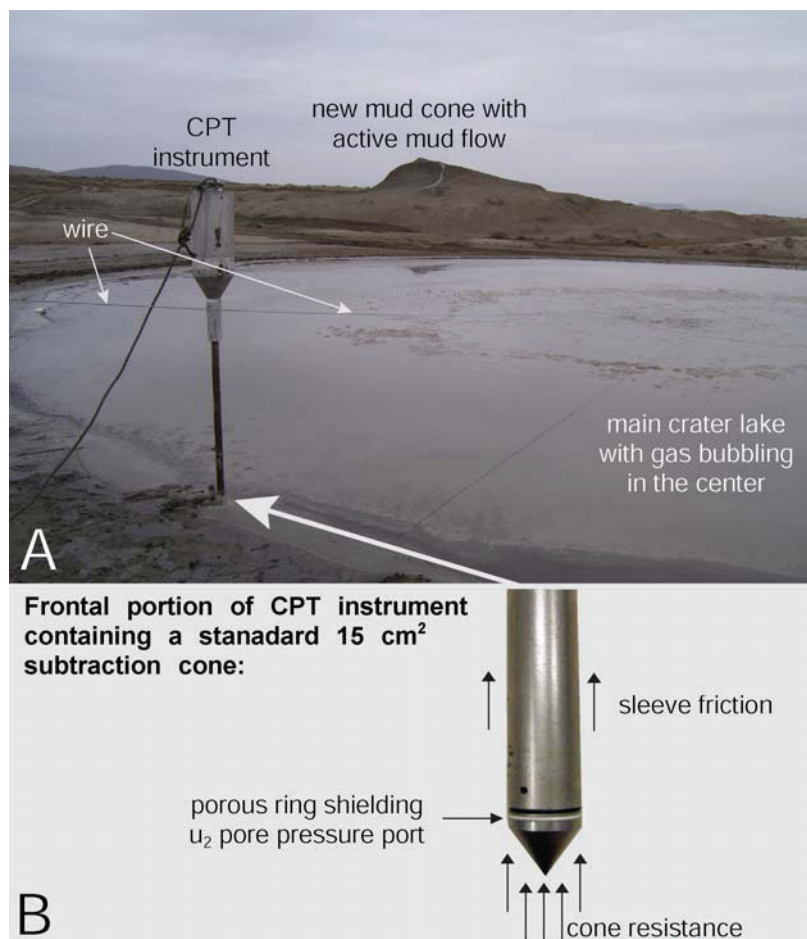 new mud cone with
active mud flow
CPT
instrument
wire
main crater lake
with gas bubbling
in the center
A
Frontal portion of CPT instrument
containing a stanadard 15 cm²
subtraction cone:
sleeve friction
porous ring shielding
u₂ pore pressure port
cone resistance
B